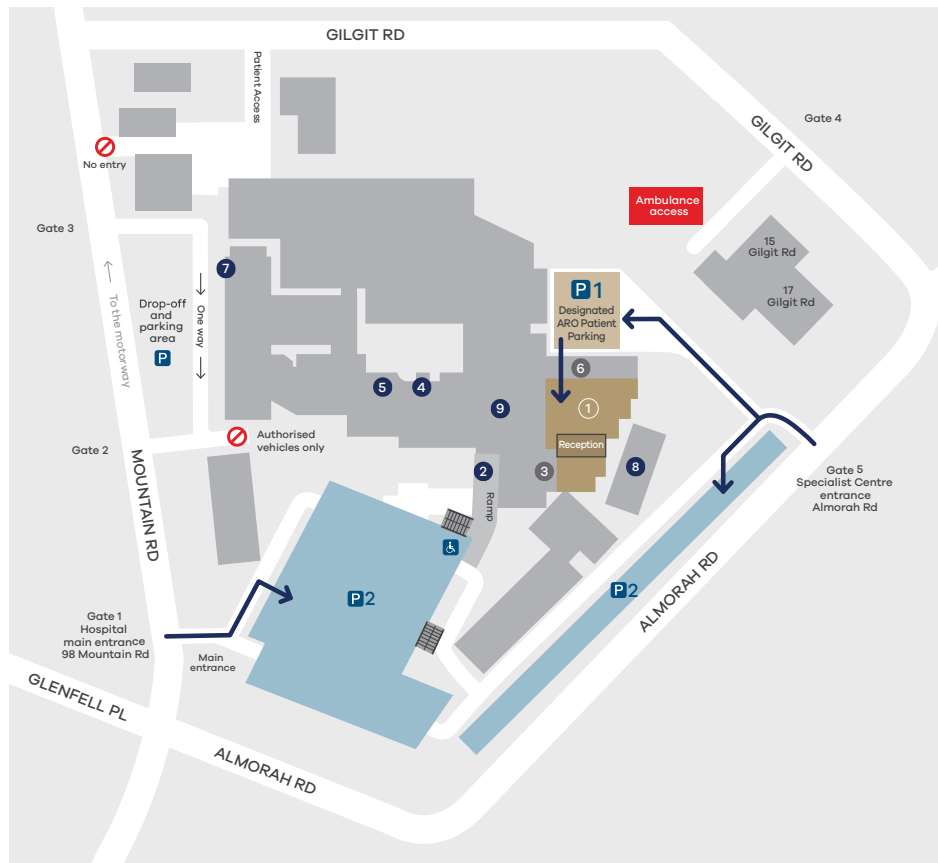 GILGIT RD
Patient Access
GILGIT RD
Gate 4
No entry
Ambulance
access
Gate 3
15
Gilgit Rd
17
Gilgit Rd
7
To the motorway
Drop-off
and
parking
area
P
One way
P 1
Designated
ARO Patient
Parking
6
5
4
9
1
Reception
Authorised
vehicles only
Gate 2
MOUNTAIN RD
2
Ramp
3
8
Gate 5
Specialist Centre
entrance
Almorah Rd
P2
P2
ALMORAH RD
Gate 1
Hospital
main entrance
98 Mountain Rd
Main
entrance
GLENFELL PL
ALMORAH RD